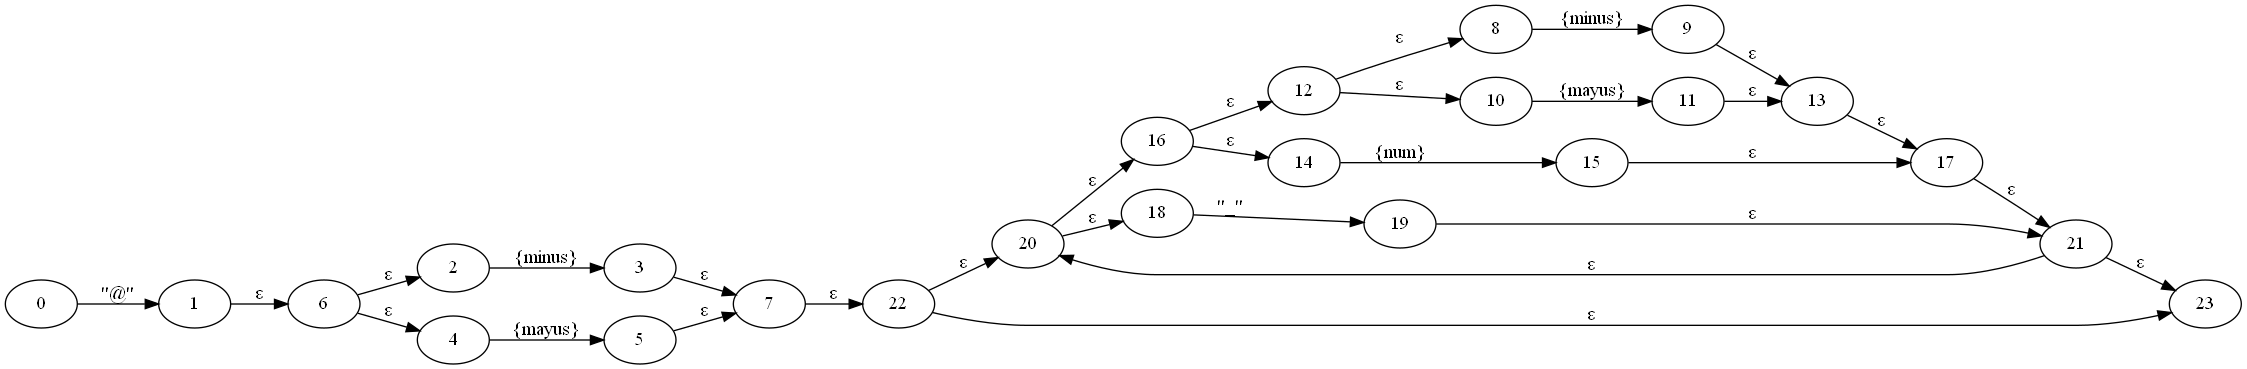 8 {minus} 9
ε ε
12 ε 10 {mayus} 11 ε 13
ε ε
16 ε 14 {num} 15 ε 17
ε ε
ε 18 "_" 19 ε
20 21
ε ε ε
ε 2 {minus} 3 ε
0 "@" 1 ε 6 7 ε 22 23
ε 4 {mayus} 5 ε ε